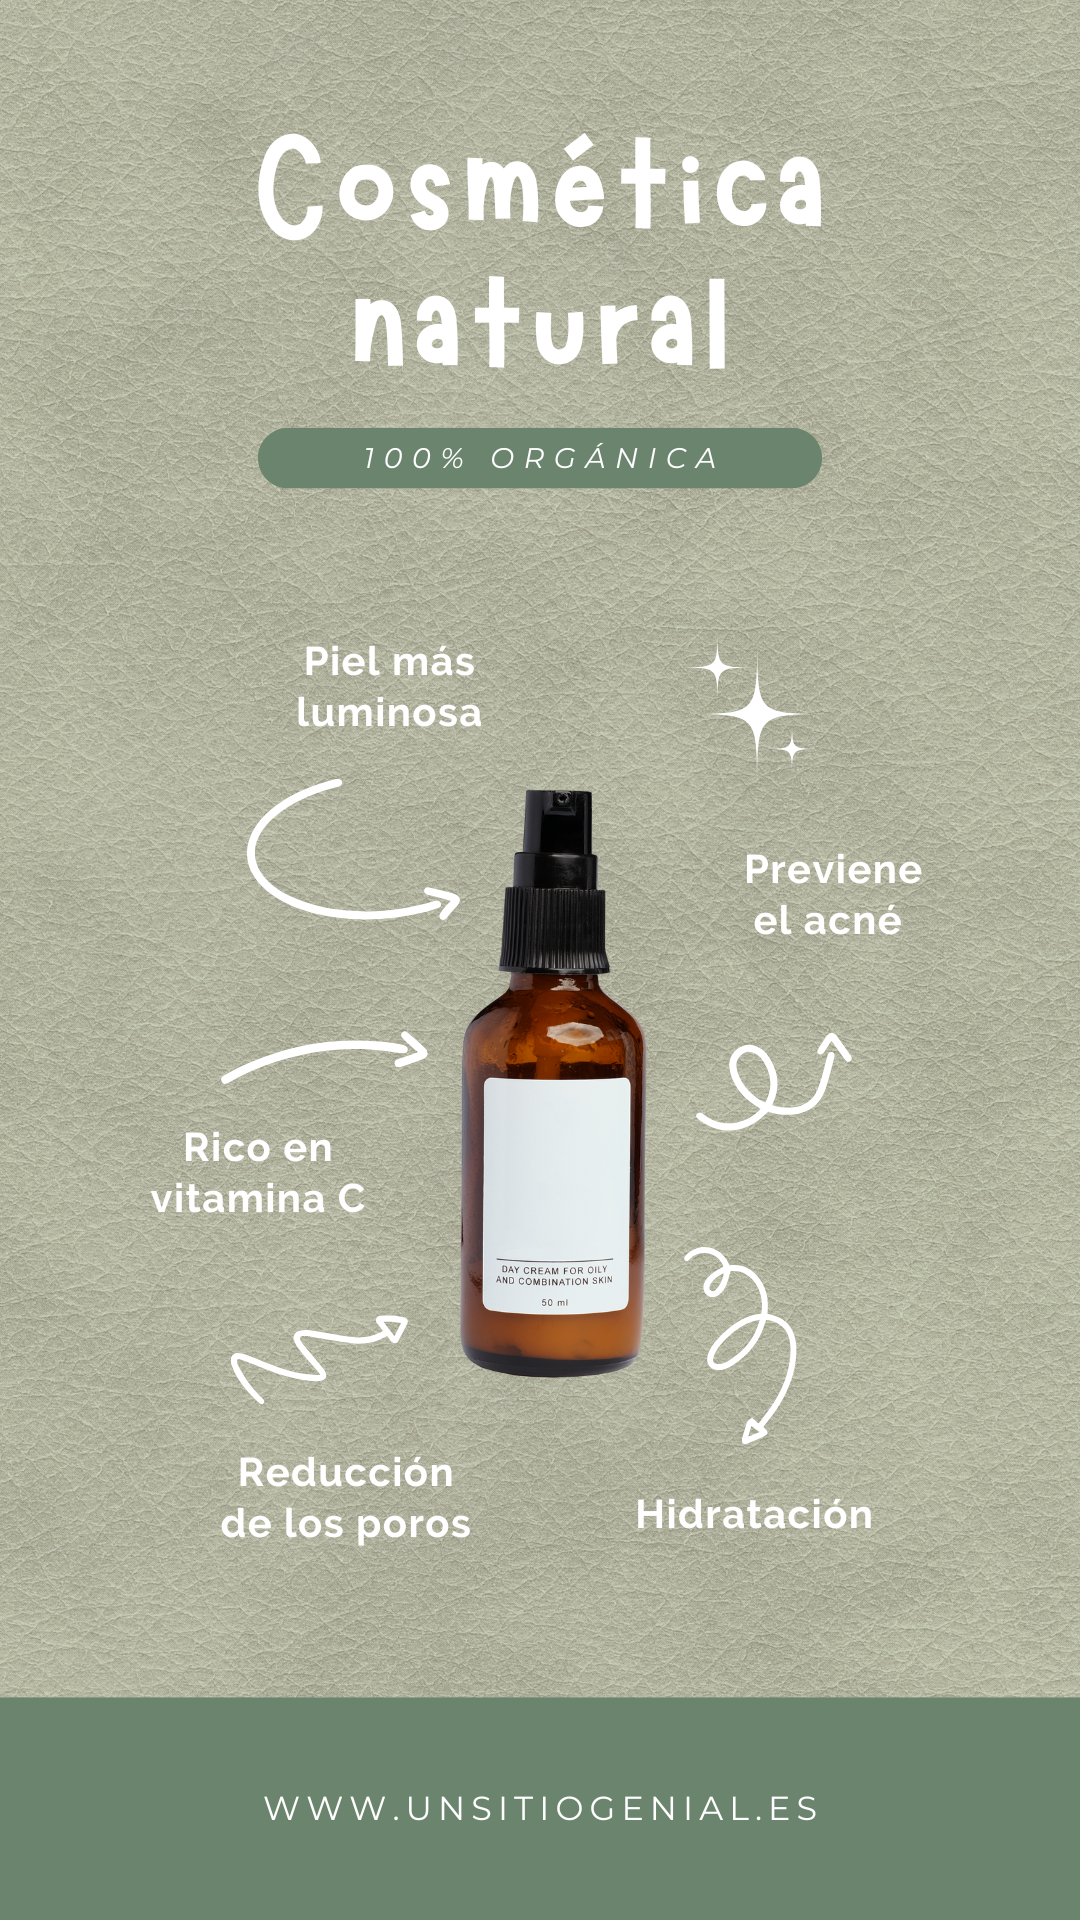 Cosmética
natural
100% ORGÁNICA
Piel más
luminosa
Previene
el acné
Rico en
vitamina C
DAY CREAM FOR OILY
AND COMBINATION SKIN
50 ml
Reducción
de los poros
Hidratación
WWW.UNSITIOGENIAL.ES